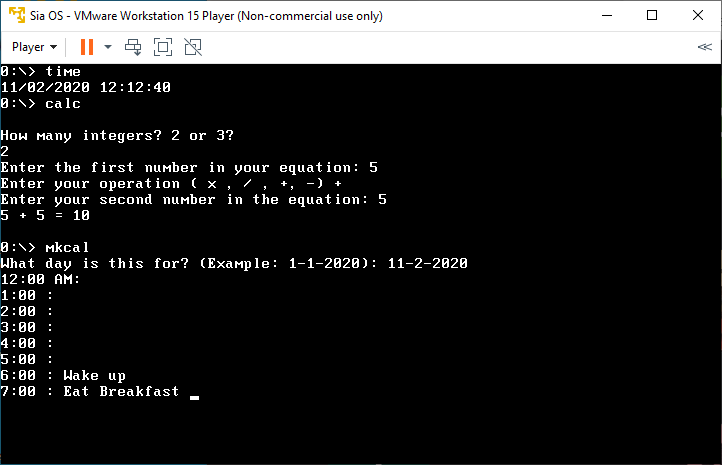 Sia OS - VMware Workstation 15 Player (Non-commercial use only)
Player
0:\> time
11/02/2020 12:12:40
0:\> calc
How many integers? 2 or 3?
2
Enter the first number in your equation: 5
Enter your operation ( x , / , +, -) +
Enter your second number in the equation: 5
5 + 5 = 10
0:\> mkcal
What day is this for? (Example: 1-1-2020): 11-2-2020
12:00 AM:
1:00 :
2:00 :
3:00 :
4:00 :
5:00 :
6:00 : Wake up
7:00 : Eat Breakfast _